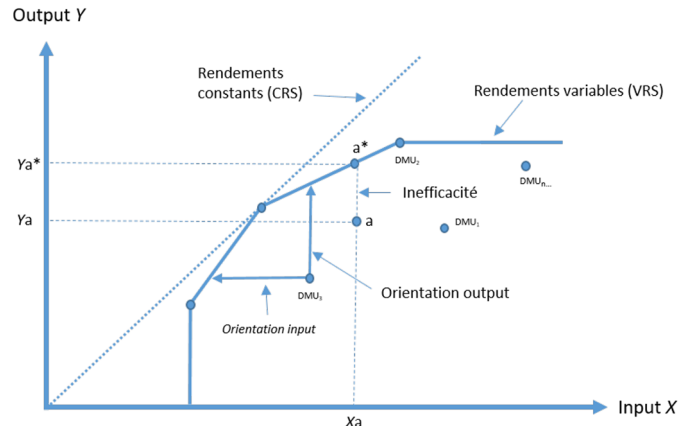 Output Y
Rendements
constants (CRS)
Rendements variables (VRS)
a*
DMU₂
Ya*
DMUn...
Inefficacité
Ya
a
DMU₁
DMU₃
Orientation output
Orientation input
Input X
Xa